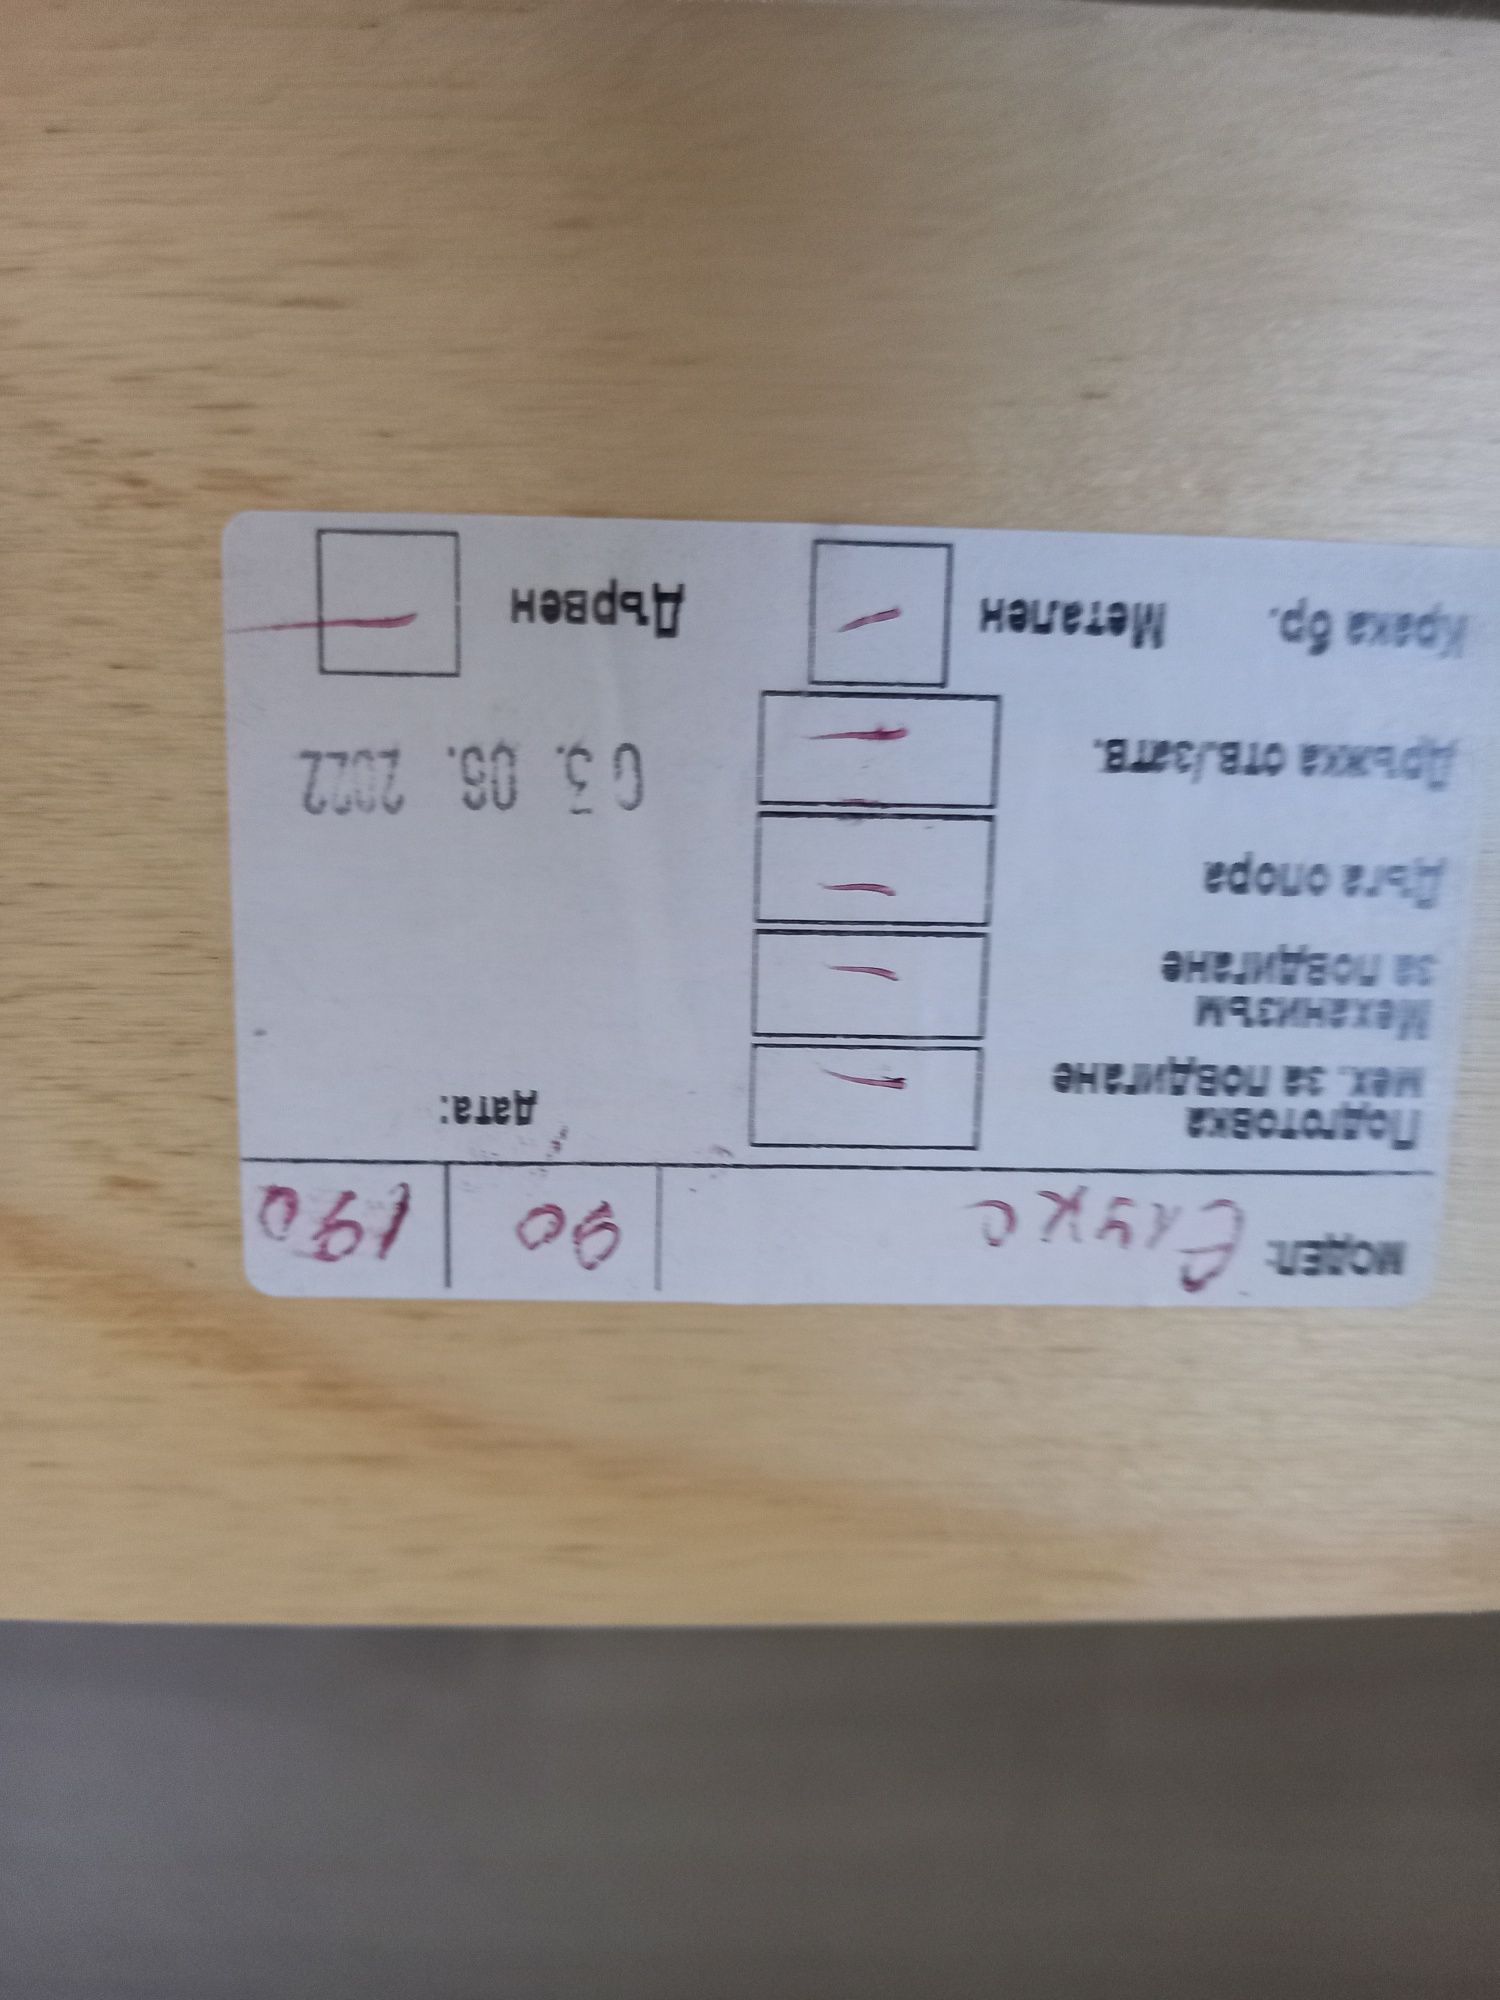 модел: Елукс 90 190
Подготовка
мех. за повдигане
дата:
Механизъм
за повдигане
Дъга опора
Дръжка отв./затв.
03. 05. 2022
Крака бр. Метален Дървен